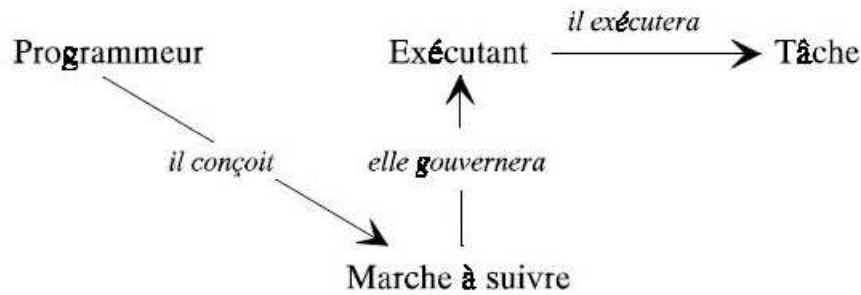 il exécutera
Programmeur Exécutant Tâche
il conçoit elle gouvernera
Marche à suivre